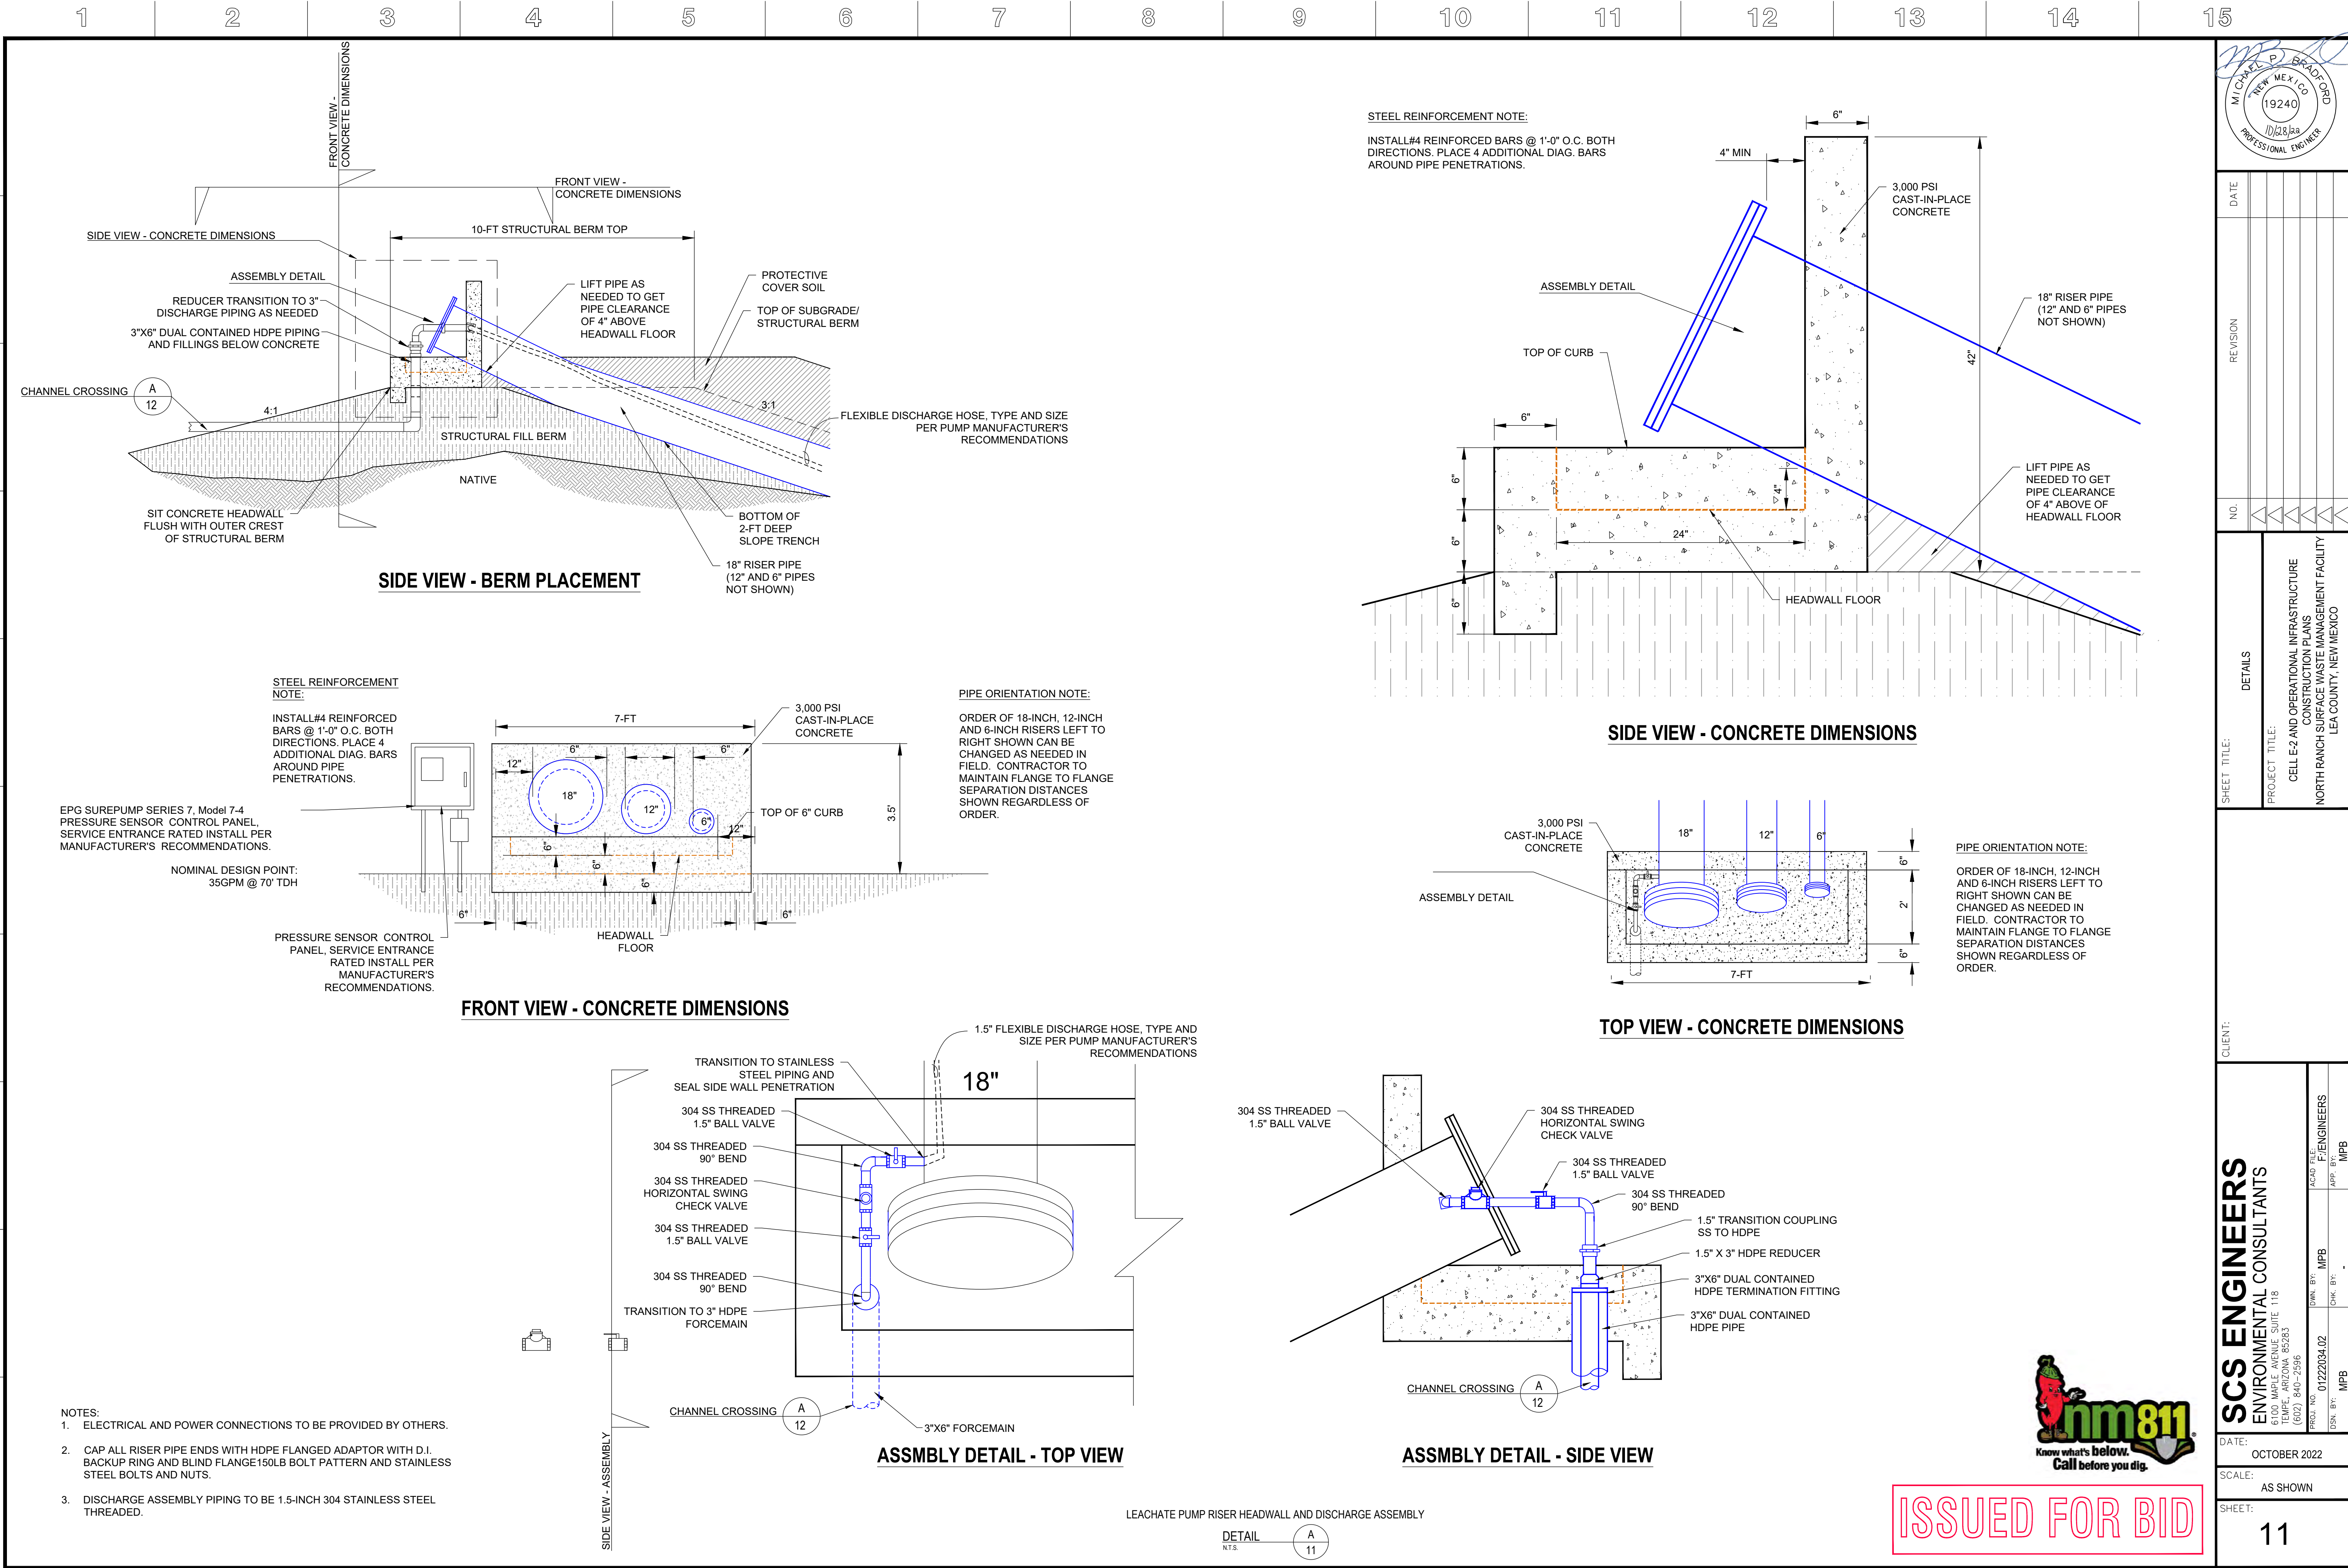 1 2 3 4 5 6 7 8 9 10 11 12 13 14 15
FRONT VIEW -
CONCRETE DIMENSIONS
FRONT VIEW -
CONCRETE DIMENSIONS
SIDE VIEW - CONCRETE DIMENSIONS
10-FT STRUCTURAL BERM TOP
ASSEMBLY DETAIL
REDUCER TRANSITION TO 3"
DISCHARGE PIPING AS NEEDED
3"X6" DUAL CONTAINED HDPE PIPING
AND FILLINGS BELOW CONCRETE
CHANNEL CROSSING
A
12
4:1
LIFT PIPE AS
NEEDED TO GET
PIPE CLEARANCE
OF 4" ABOVE
HEADWALL FLOOR
PROTECTIVE
COVER SOIL
TOP OF SUBGRADE/
STRUCTURAL BERM
3:1
FLEXIBLE DISCHARGE HOSE, TYPE AND SIZE
PER PUMP MANUFACTURER'S
RECOMMENDATIONS
STRUCTURAL FILL BERM
NATIVE
SIT CONCRETE HEADWALL
FLUSH WITH OUTER CREST
OF STRUCTURAL BERM
BOTTOM OF
2-FT DEEP
SLOPE TRENCH
18" RISER PIPE
(12" AND 6" PIPES
NOT SHOWN)
SIDE VIEW - BERM PLACEMENT
STEEL REINFORCEMENT NOTE:
INSTALL#4 REINFORCED BARS @ 1'-0" O.C. BOTH
DIRECTIONS. PLACE 4 ADDITIONAL DIAG. BARS
AROUND PIPE PENETRATIONS.
6"
4" MIN
3,000 PSI
CAST-IN-PLACE
CONCRETE
ASSEMBLY DETAIL
18" RISER PIPE
(12" AND 6" PIPES
NOT SHOWN)
TOP OF CURB
42"
6"
6"
4"
LIFT PIPE AS
NEEDED TO GET
PIPE CLEARANCE
OF 4" ABOVE OF
HEADWALL FLOOR
6"
24"
6"
HEADWALL FLOOR
SIDE VIEW - CONCRETE DIMENSIONS
STEEL REINFORCEMENT
NOTE:
INSTALL#4 REINFORCED
BARS @ 1'-0" O.C. BOTH
DIRECTIONS. PLACE 4
ADDITIONAL DIAG. BARS
AROUND PIPE
PENETRATIONS.
EPG SUREPUMP SERIES 7, Model 7-4
PRESSURE SENSOR CONTROL PANEL,
SERVICE ENTRANCE RATED INSTALL PER
MANUFACTURER'S RECOMMENDATIONS.
NOMINAL DESIGN POINT:
35GPM @ 70' TDH
PRESSURE SENSOR CONTROL
PANEL, SERVICE ENTRANCE
RATED INSTALL PER
MANUFACTURER'S
RECOMMENDATIONS.
7-FT
3,000 PSI
CAST-IN-PLACE
CONCRETE
6"
6"
12"
18"
12"
6"
12"
TOP OF 6" CURB
3.5'
6"
6"
6"
6"
6"
HEADWALL
FLOOR
PIPE ORIENTATION NOTE:
ORDER OF 18-INCH, 12-INCH
AND 6-INCH RISERS LEFT TO
RIGHT SHOWN CAN BE
CHANGED AS NEEDED IN
FIELD. CONTRACTOR TO
MAINTAIN FLANGE TO FLANGE
SEPARATION DISTANCES
SHOWN REGARDLESS OF
ORDER.
FRONT VIEW - CONCRETE DIMENSIONS
3,000 PSI
CAST-IN-PLACE
CONCRETE
ASSEMBLY DETAIL
18"
12"
6"
6"
2'
6"
7-FT
PIPE ORIENTATION NOTE:
ORDER OF 18-INCH, 12-INCH
AND 6-INCH RISERS LEFT TO
RIGHT SHOWN CAN BE
CHANGED AS NEEDED IN
FIELD. CONTRACTOR TO
MAINTAIN FLANGE TO FLANGE
SEPARATION DISTANCES
SHOWN REGARDLESS OF
ORDER.
TOP VIEW - CONCRETE DIMENSIONS
1.5" FLEXIBLE DISCHARGE HOSE, TYPE AND
SIZE PER PUMP MANUFACTURER'S
RECOMMENDATIONS
TRANSITION TO STAINLESS
STEEL PIPING AND
SEAL SIDE WALL PENETRATION
18"
304 SS THREADED
1.5" BALL VALVE
304 SS THREADED
90° BEND
304 SS THREADED
HORIZONTAL SWING
CHECK VALVE
304 SS THREADED
1.5" BALL VALVE
304 SS THREADED
90° BEND
TRANSITION TO 3" HDPE
FORCEMAIN
CHANNEL CROSSING
A
12
3"X6" FORCEMAIN
SIDE VIEW - ASSEMBLY
ASSMBLY DETAIL - TOP VIEW
304 SS THREADED
1.5" BALL VALVE
304 SS THREADED
HORIZONTAL SWING
CHECK VALVE
304 SS THREADED
1.5" BALL VALVE
304 SS THREADED
90° BEND
1.5" TRANSITION COUPLING
SS TO HDPE
1.5" X 3" HDPE REDUCER
3"X6" DUAL CONTAINED
HDPE TERMINATION FITTING
3"X6" DUAL CONTAINED
HDPE PIPE
CHANNEL CROSSING
A
12
ASSMBLY DETAIL - SIDE VIEW
NOTES:
1. ELECTRICAL AND POWER CONNECTIONS TO BE PROVIDED BY OTHERS.
2. CAP ALL RISER PIPE ENDS WITH HDPE FLANGED ADAPTOR WITH D.I.
BACKUP RING AND BLIND FLANGE150LB BOLT PATTERN AND STAINLESS
STEEL BOLTS AND NUTS.
3. DISCHARGE ASSEMBLY PIPING TO BE 1.5-INCH 304 STAINLESS STEEL
THREADED.
LEACHATE PUMP RISER HEADWALL AND DISCHARGE ASSEMBLY
DETAIL
N.T.S.
A
11
nm811
Know what's below.
Call before you dig.
ISSUED FOR BID
MICHAEL P. BRADFORD
NEW MEXICO
19240
10/28/22
PROFESSIONAL ENGINEER
DATE
REVISION
NO.
SHEET TITLE:
DETAILS
PROJECT TITLE:
CELL E-2 AND OPERATIONAL INFRASTRUCTURE
CONSTRUCTION PLANS
NORTH RANCH SURFACE WASTE MANAGEMENT FACILITY
LEA COUNTY, NEW MEXICO
CLIENT:
SCS ENGINEERS
ENVIRONMENTAL CONSULTANTS
6100 MAPLE AVENUE SUITE 118
TEMPE, ARIZONA 85283
(602) 840-2596
PROJ. NO. 01222034.02
DWN. BY: MPB
ACAD FILE: F:/ENGINEERS
DSN. BY: MPB
CHK. BY: -
APP. BY: MPB
DATE:
OCTOBER 2022
SCALE:
AS SHOWN
SHEET:
11